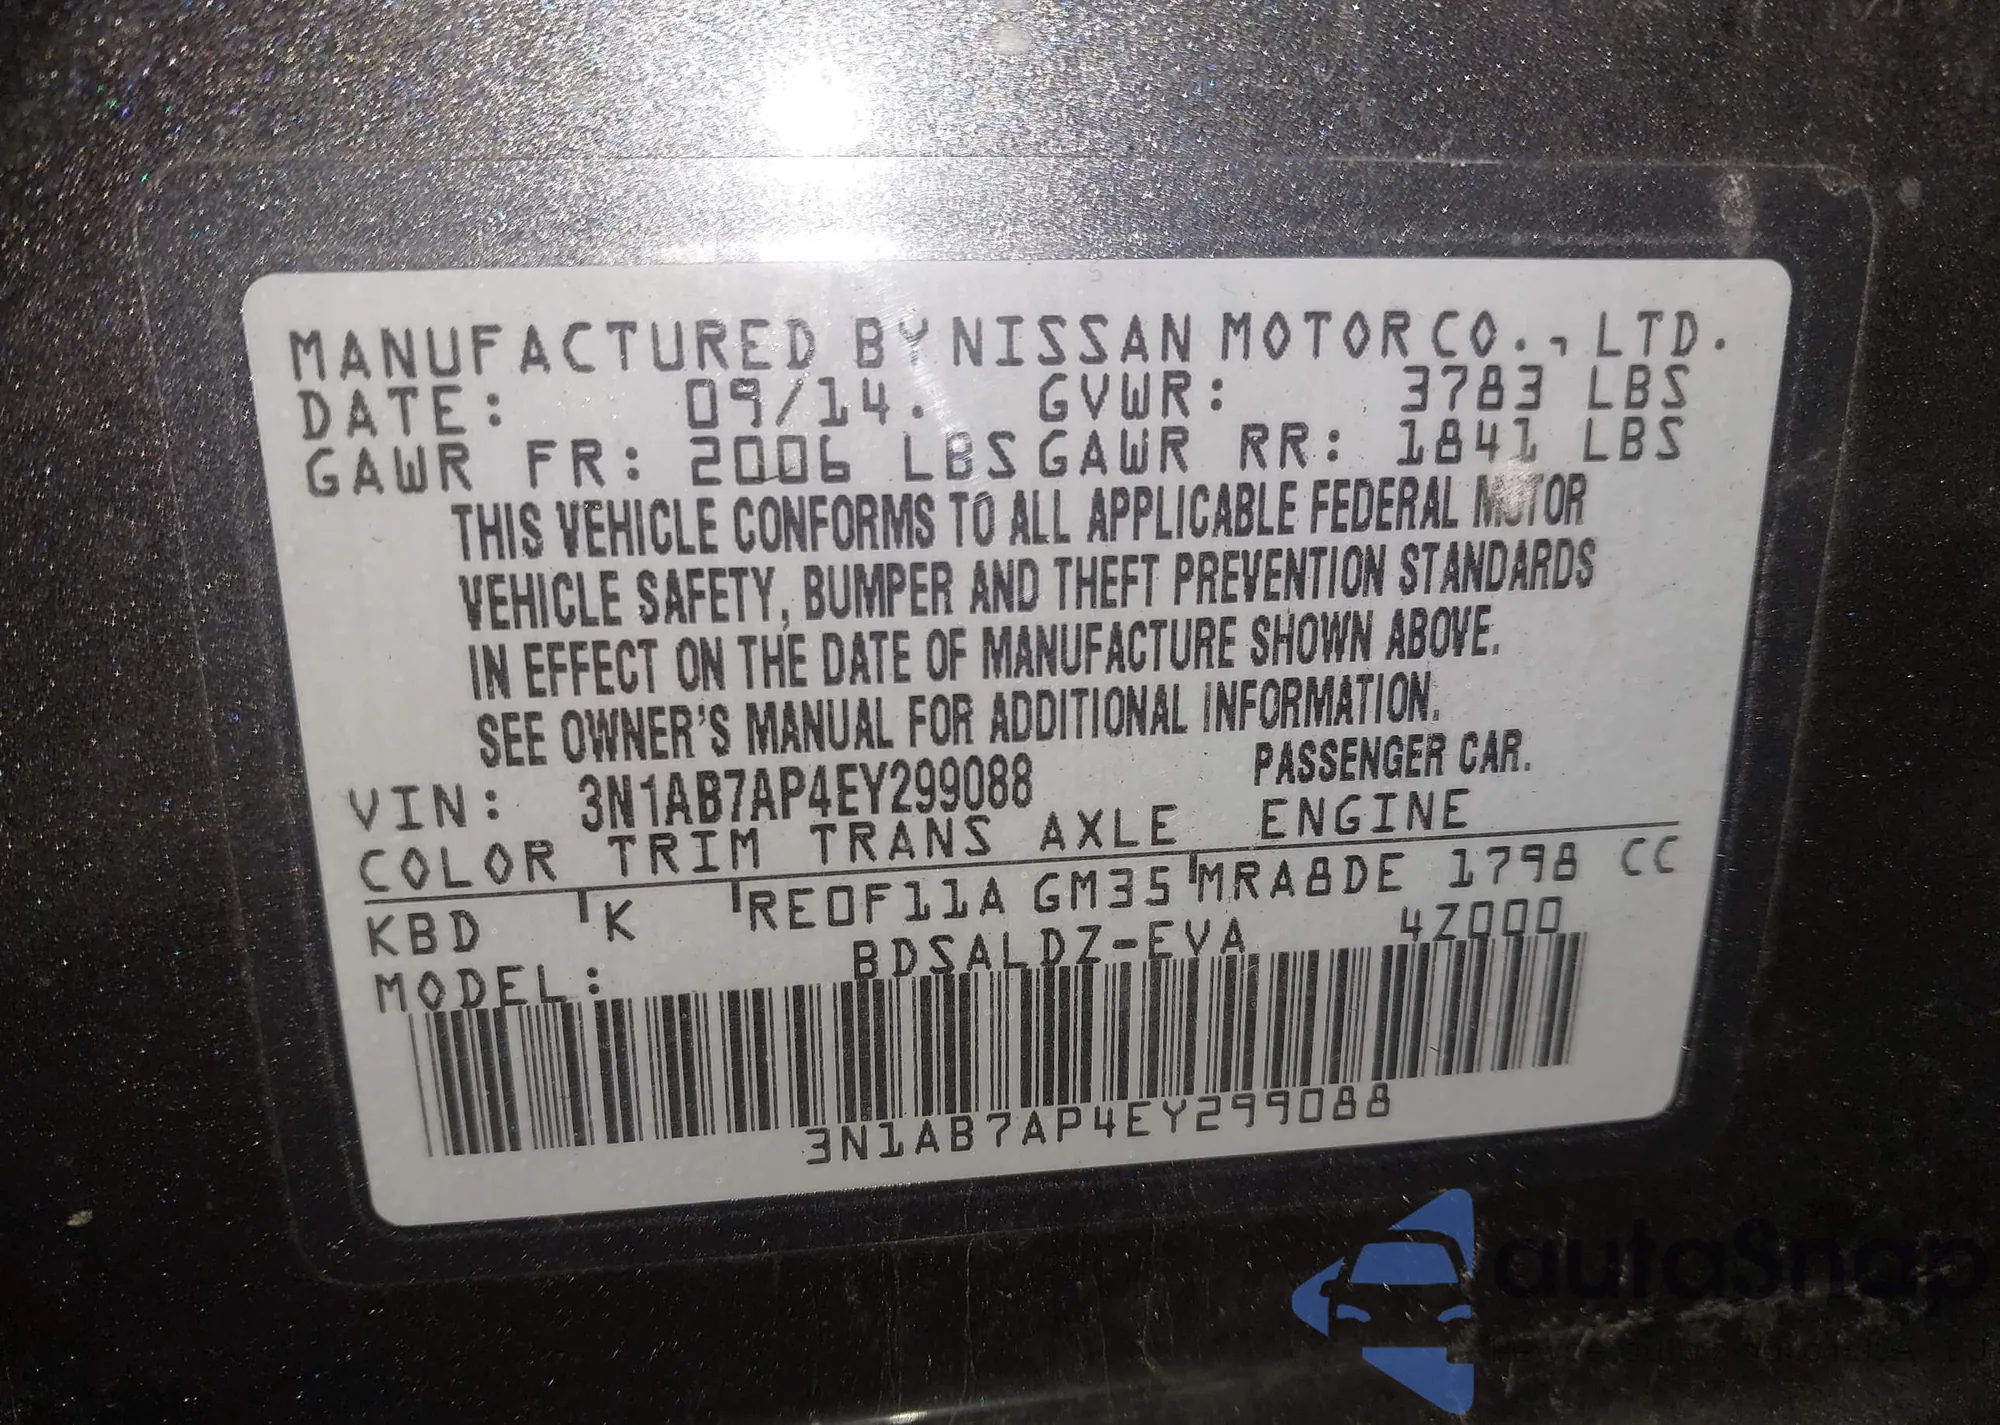 MANUFACTURED BY NISSAN MOTOR CO., LTD.
DATE: 09/14. GVWR: 3783 LBS
GAWR FR: 2006 LBS GAWR RR: 1841 LBS
THIS VEHICLE CONFORMS TO ALL APPLICABLE FEDERAL MOTOR
VEHICLE SAFETY, BUMPER AND THEFT PREVENTION STANDARDS
IN EFFECT ON THE DATE OF MANUFACTURE SHOWN ABOVE.
SEE OWNER'S MANUAL FOR ADDITIONAL INFORMATION.
VIN: 3N1AB7AP4EY299088 PASSENGER CAR.
COLOR TRIM TRANS AXLE ENGINE
KBD K RE0F11A GM35 MRA8DE 1798 CC
MODEL: BDSALDZ-EVA 4Z000
3N1AB7AP4EY299088
autoSnap